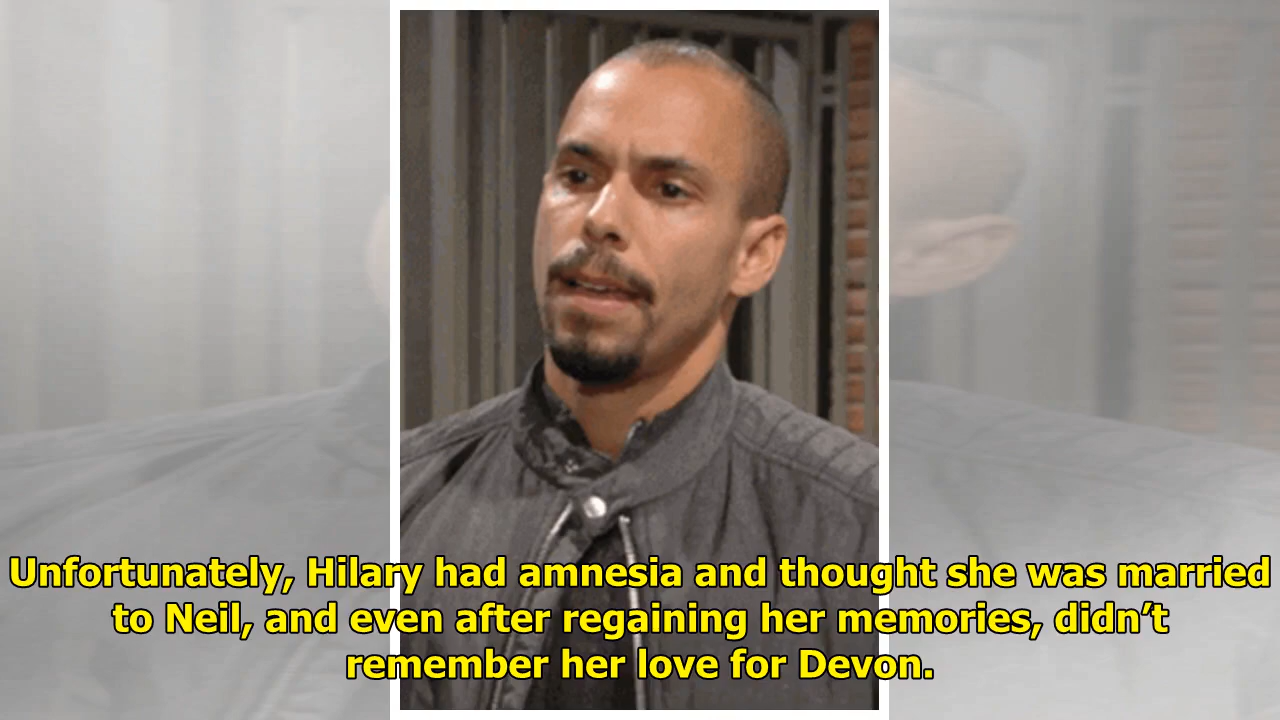 Unfortunately, Hilary had amnesia and thought she was married
to Neil, and even after regaining her memories, didn’t
remember her love for Devon.